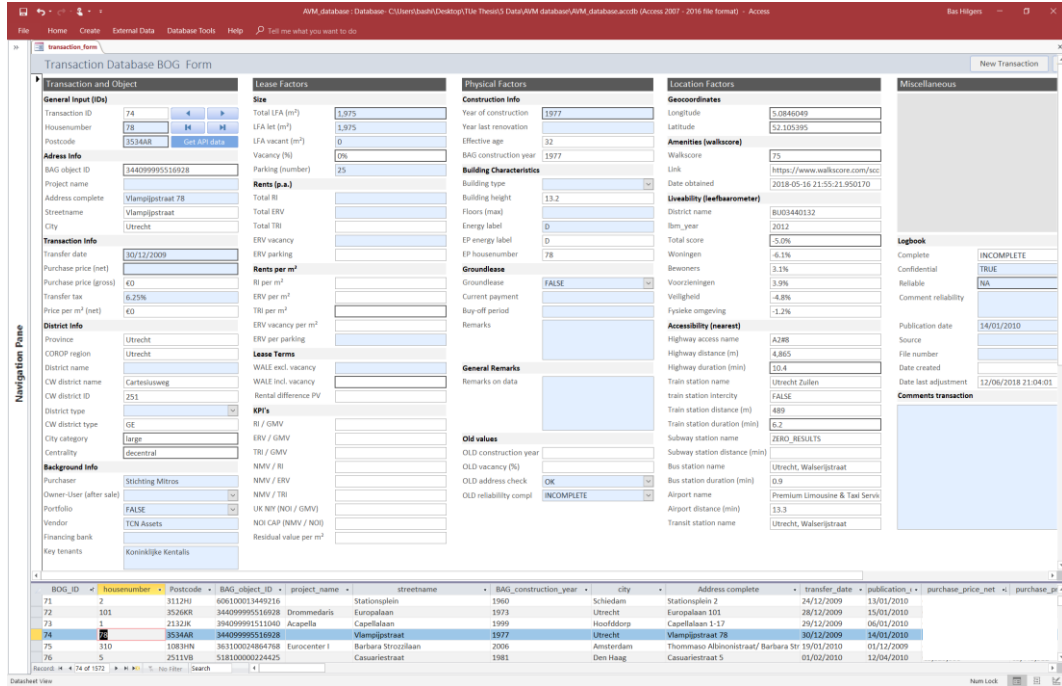 AVM_database : Database- C:\Users\bashi\Desktop\TUe Thesis\5 Data\AVM database\AVM_database.accdb (Access 2007 - 2016 file format) - Access
Bas Hilgers
File Home Create External Data Database Tools Help Tell me what you want to do
transaction_form
Transaction Database BOG Form
New Transaction
Navigation Pane
Transaction and Object
General Input (IDs)
Transaction ID 74
Housenumber 78
Postcode 3534AR Get API data
Adress Info
BAG object ID 344099995516928
Project name
Address complete Vlampijpstraat 78
Streetname Vlampijpstraat
City Utrecht
Transaction Info
Transfer date 30/12/2009
Purchase price (net)
Purchase price (gross) €0
Transfer tax 6.25%
Price per m² (net) €0
District Info
Province Utrecht
COROP region Utrecht
District name
CW district name Cartesiusweg
CW district ID 251
District type
CW district type GE
City category large
Centrality decentral
Background Info
Purchaser Stichting Mitros
Owner-User (after sale)
Portfolio FALSE
Vendor TCN Assets
Financing bank
Key tenants Koninklijke Kentalis
Lease Factors
Size
Total LFA (m²) 1,975
LFA let (m²) 1,975
LFA vacant (m²) 0
Vacancy (%) 0%
Parking (number) 25
Rents (p.a.)
Total RI
Total ERV
Total TRI
ERV vacancy
ERV parking
Rents per m²
RI per m²
ERV per m²
TRI per m²
ERV vacancy per m²
ERV per parking
Lease Terms
WALE excl. vacancy
WALE incl. vacancy
Rental difference PV
KPI's
RI / GMV
ERV / GMV
TRI / GMV
NMV / RI
NMV / ERV
NMV / TRI
UK NIY (NOI / GMV)
NOI CAP (NMV / NOI)
Residual value per m²
Physical Factors
Construction Info
Year of construction 1977
Year last renovation
Effective age 32
BAG construction year 1977
Building Characteristics
Building type
Building height 13.2
Floors (max)
Energy label D
EP energy label D
EP housenumber 78
Groundlease
Groundlease FALSE
Current payment
Buy-off period
Remarks
General Remarks
Remarks on data
Old values
OLD construction year
OLD vacancy (%)
OLD address check OK
OLD reliabililty compl INCOMPLETE
Location Factors
Geocoordinates
Longitude 5.0846049
Latitude 52.105395
Amenities (walkscore)
Walkscore 75
Link https://www.walkscore.com/scc
Date obtained 2018-05-16 21:55:21.950170
Liveability (leefbaarometer)
District name BU03440132
lbm_year 2012
Total score -5.0%
Woningen -6.1%
Bewoners 3.1%
Voorzieningen 3.9%
Veiligheid -4.8%
Fysieke omgeving -1.2%
Accessibility (nearest)
Highway access name A2#8
Highway distance (m) 4,865
Highway duration (min) 10.4
Train station name Utrecht Zuilen
train station intercity FALSE
Train station distance (m) 489
Train station duration (min) 6.2
Subway station name ZERO_RESULTS
Subway station distance (min)
Bus station name Utrecht, Walserijstraat
Bus station duration (min) 0.9
Airport name Premium Limousine & Taxi Servic
Airport distance (min) 13.3
Transit station name Utrecht, Walserijstraat
Miscellaneous
Logbook
Complete INCOMPLETE
Confidential TRUE
Reliable NA
Comment reliability
Publication date 14/01/2010
Source
File number
Date created
Date last adjustment 12/06/2018 21:04:01
Comments transaction
BOG_ID housenumber Postcode BAG_object_ID project_name streetname BAG_construction_year city Address complete transfer_date publication_ purchase_price_net purchase_pr
71 2 3112HJ 606100013449216 Stationsplein 1960 Schiedam Stationsplein 2 24/12/2009 13/01/2010
72 101 3526KR 344099995516928 Drommedaris Europalaan 1973 Utrecht Europalaan 101 28/12/2009 15/01/2010
73 1 2132JK 394099991511040 Acapella Capellalaan 1999 Hoofddorp Capellalaan 1-17 29/12/2009 06/01/2010
74 78 3534AR 344099995516928 Vlampijpstraat 1977 Utrecht Vlampijpstraat 78 30/12/2009 14/01/2010
75 310 1083HN 363100024864768 Eurocenter I Barbara Strozzilaan 2006 Amsterdam Thommaso Albinonistraat/ Barbara Str 19/01/2010 01/12/2009
76 5 2511VB 518100000224425 Casuariestraat 1981 Den Haag Casuariestraat 5 01/02/2010 12/04/2010
Record: 74 of 1572 No Filter Search
Datasheet View Num Lock